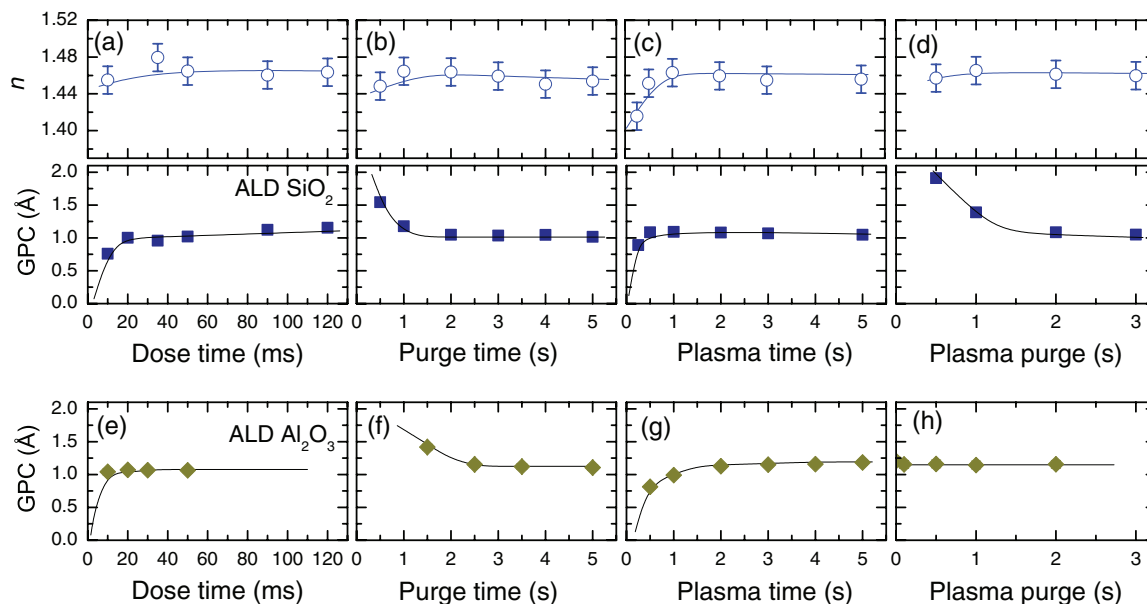 (a) (b) (c) (d)
1.52
1.48
1.44
1.40
n
ALD SiO₂
2.0
1.5
1.0
0.5
0.0
GPC (Å)
0 20 40 60 80 100 120 0 1 2 3 4 5 0 1 2 3 4 5 0 1 2 3
Dose time (ms) Purge time (s) Plasma time (s) Plasma purge (s)
(e) (f) (g) (h)
ALD Al₂O₃
2.0
1.5
1.0
0.5
0.0
GPC (Å)
0 20 40 60 80 100 120 0 1 2 3 4 5 0 1 2 3 4 5 0 1 2 3
Dose time (ms) Purge time (s) Plasma time (s) Plasma purge (s)